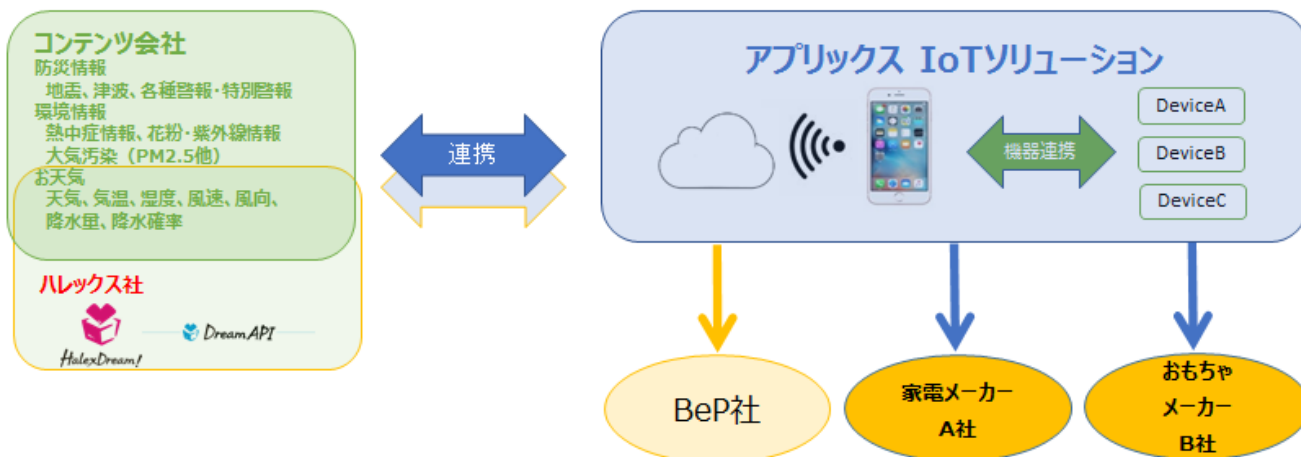 コンテンツ会社
防災情報
地震、津波、各種警報・特別警報
環境情報
熱中症情報、花粉・紫外線情報
大気汚染（PM2.5他）
お天気
天気、気温、湿度、風速、風向、
降水量、降水確率
ハレックス社
HalexDream!
DreamAPI
連携
アプリックス IoTソリューション
機器連携
DeviceA
DeviceB
DeviceC
BeP社
家電メーカー
A社
おもちゃ
メーカー
B社